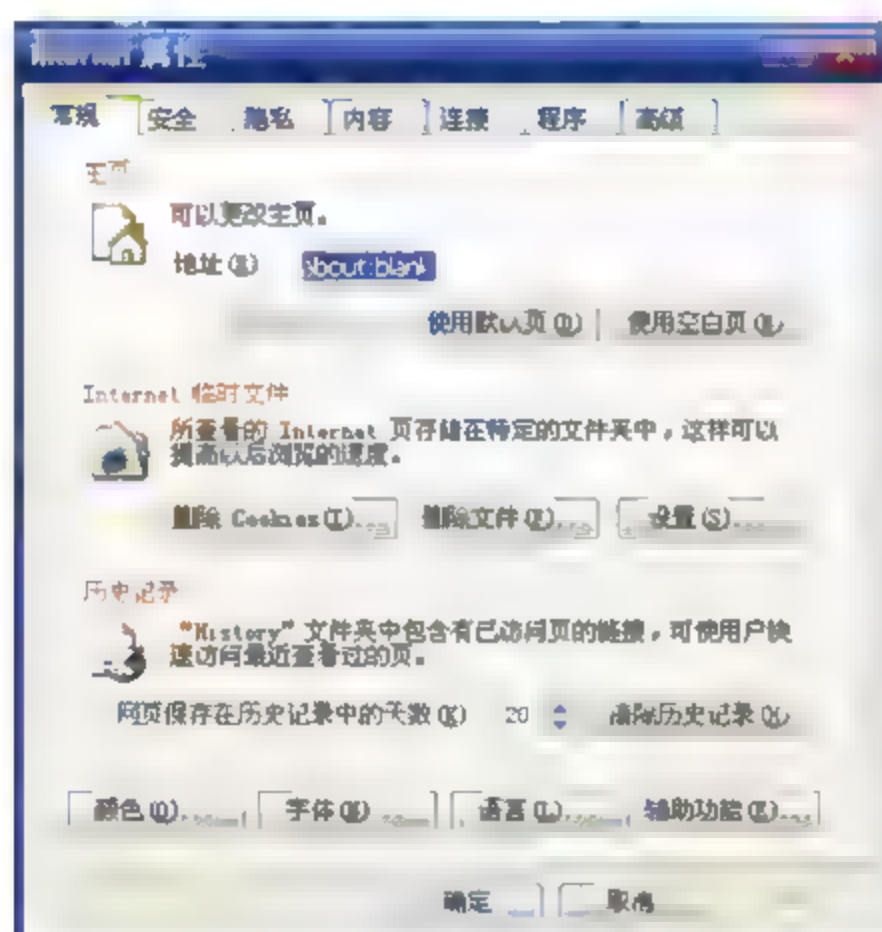 属性
常规 安全 隐私 内容 连接 程序 高级
主页
可以更改主页。
地址(R) about:blank
使用默认页(D) 使用空白页(B)
Internet 临时文件
所查看的 Internet 页存储在特定的文件夹中，这样可以
提高以后浏览的速度。
删除 Cookies(I)... 删除文件(F)... 设置(S)...
历史记录
“History”文件夹中包含有已访问页的链接，可使用户快
速访问最近查看过的页。
网页保存在历史记录中的天数(K) 20 清除历史记录(H)
颜色(O)... 字体(N)... 语言(L)... 辅助功能(E)...
确定 取消